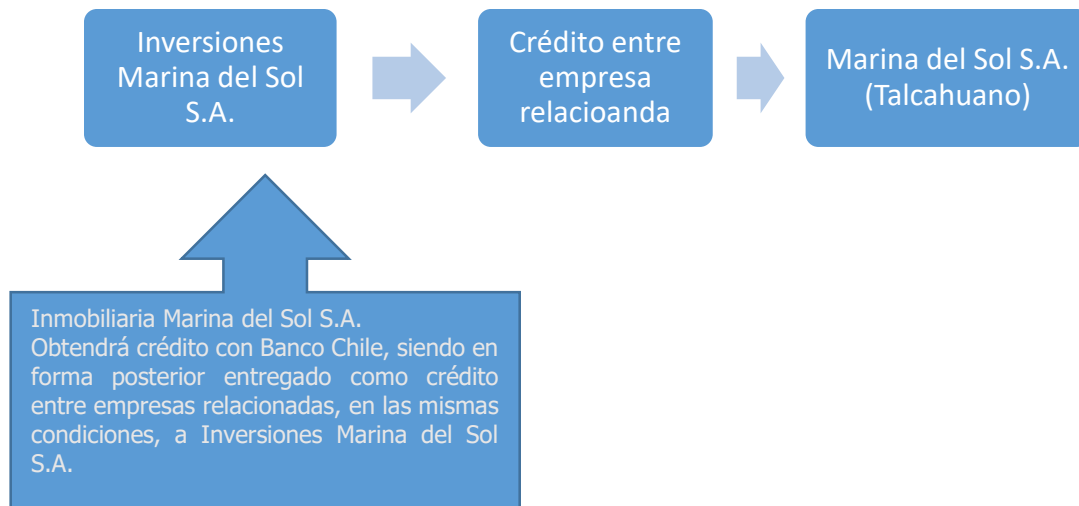 Inversiones
Marina del Sol
S.A.
Crédito entre
empresa
relacioanda
Marina del Sol S.A.
(Talcahuano)
Inmobiliaria Marina del Sol S.A.
Obtendrá crédito con Banco Chile, siendo en
forma posterior entregado como crédito
entre empresas relacionadas, en las mismas
condiciones, a Inversiones Marina del Sol
S.A.